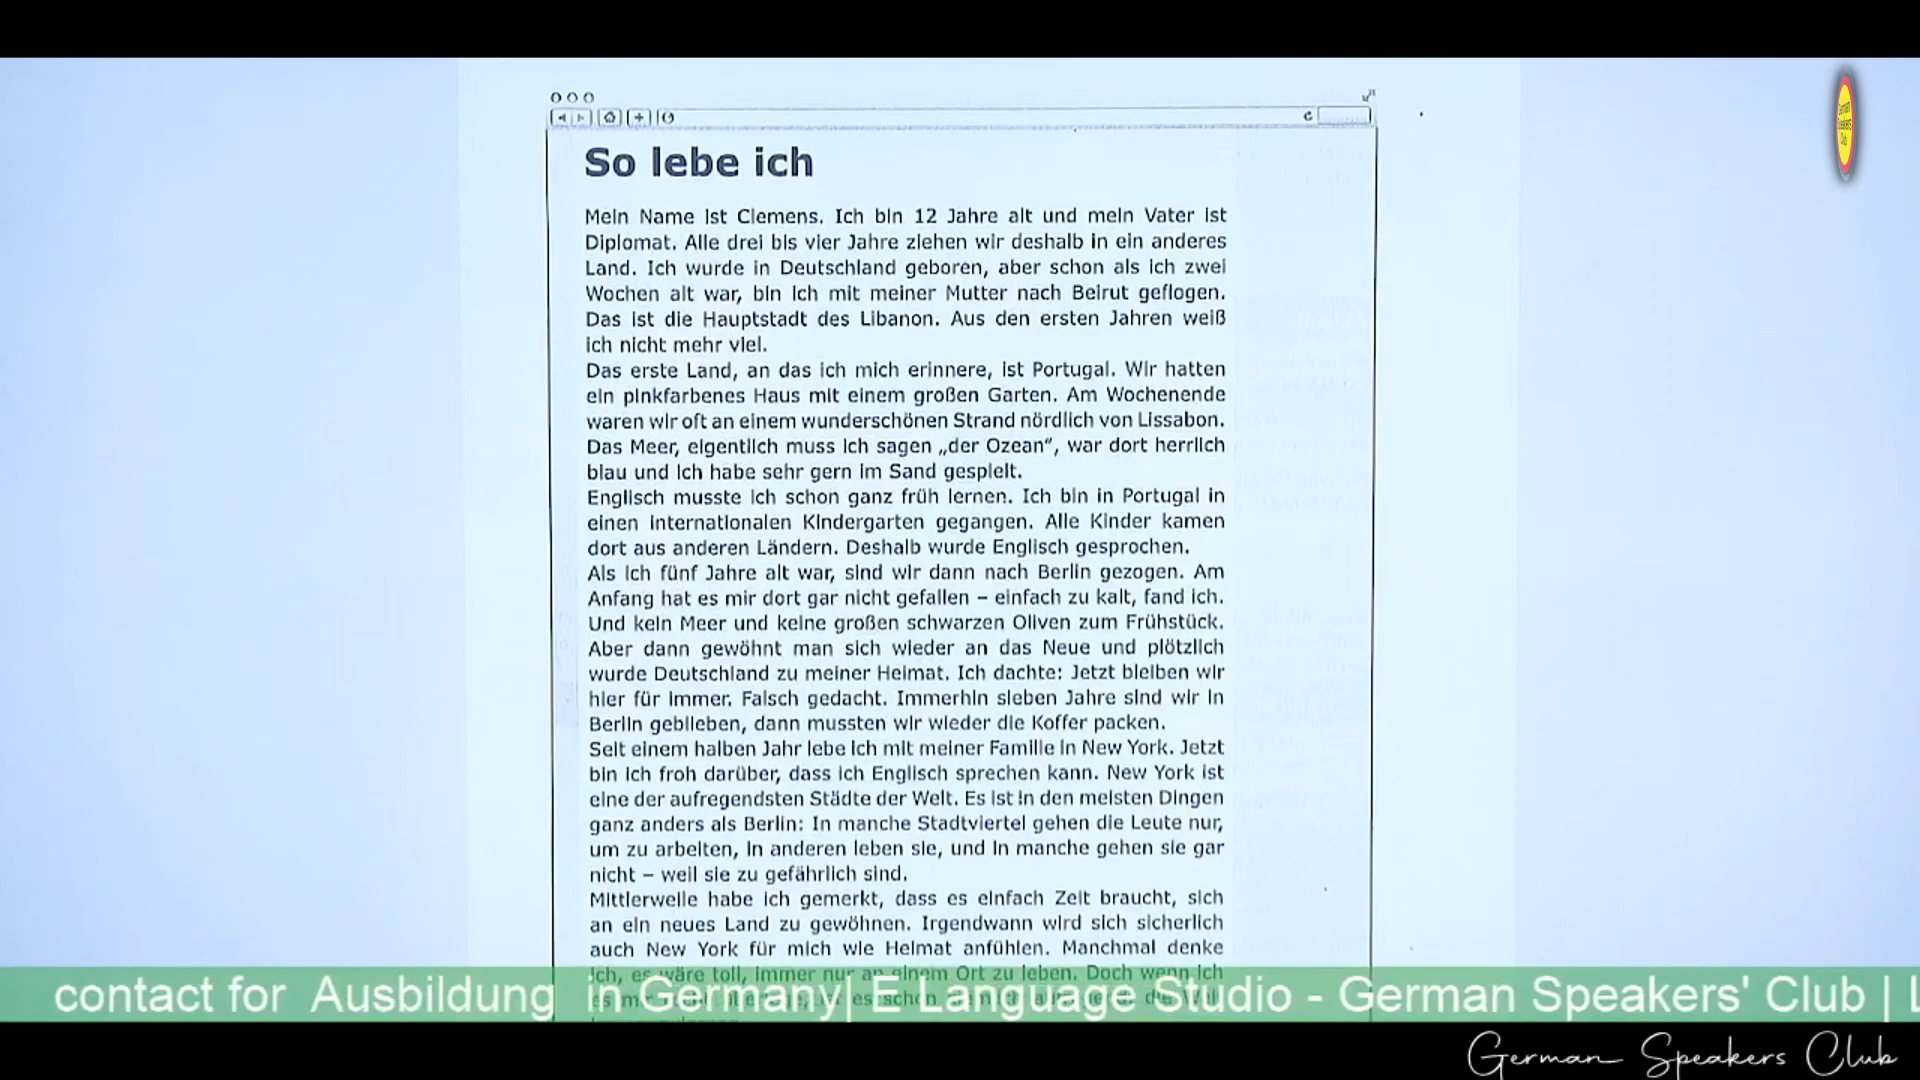 So lebe ich
Mein Name ist Clemens. Ich bin 12 Jahre alt und mein Vater ist
Diplomat. Alle drei bis vier Jahre ziehen wir deshalb in ein anderes
Land. Ich wurde in Deutschland geboren, aber schon als ich zwei
Wochen alt war, bin ich mit meiner Mutter nach Beirut geflogen.
Das ist die Hauptstadt des Libanon. Aus den ersten Jahren weiß
ich nicht mehr viel.
Das erste Land, an das ich mich erinnere, ist Portugal. Wir hatten
ein pinkfarbenes Haus mit einem großen Garten. Am Wochenende
waren wir oft an einem wunderschönen Strand nördlich von Lissabon.
Das Meer, eigentlich muss ich sagen „der Ozean“, war dort herrlich
blau und ich habe sehr gern im Sand gespielt.
Englisch musste ich schon ganz früh lernen. Ich bin in Portugal in
einen internationalen Kindergarten gegangen. Alle Kinder kamen
dort aus anderen Ländern. Deshalb wurde Englisch gesprochen.
Als ich fünf Jahre alt war, sind wir dann nach Berlin gezogen. Am
Anfang hat es mir dort gar nicht gefallen – einfach zu kalt, fand ich.
Und kein Meer und keine großen schwarzen Oliven zum Frühstück.
Aber dann gewöhnt man sich wieder an das Neue und plötzlich
wurde Deutschland zu meiner Heimat. Ich dachte: Jetzt bleiben wir
hier für immer. Falsch gedacht. Immerhin sieben Jahre sind wir in
Berlin geblieben, dann mussten wir wieder die Koffer packen.
Seit einem halben Jahr lebe ich mit meiner Familie in New York. Jetzt
bin ich froh darüber, dass ich Englisch sprechen kann. New York ist
eine der aufregendsten Städte der Welt. Es ist in den meisten Dingen
ganz anders als Berlin: In manche Stadtviertel gehen die Leute nur,
um zu arbeiten, in anderen leben sie, und in manche gehen sie gar
nicht – weil sie zu gefährlich sind.
Mittlerweile habe ich gemerkt, dass es einfach Zeit braucht, sich
an ein neues Land zu gewöhnen. Irgendwann wird sich sicherlich
auch New York für mich wie Heimat anfühlen. Manchmal denke
ich, es wäre toll, immer nur an einem Ort zu leben. Doch wenn ich
contact for Ausbildung in Germany| E Language Studio - German Speakers' Club | L
German Speakers Club
German Speakers Club